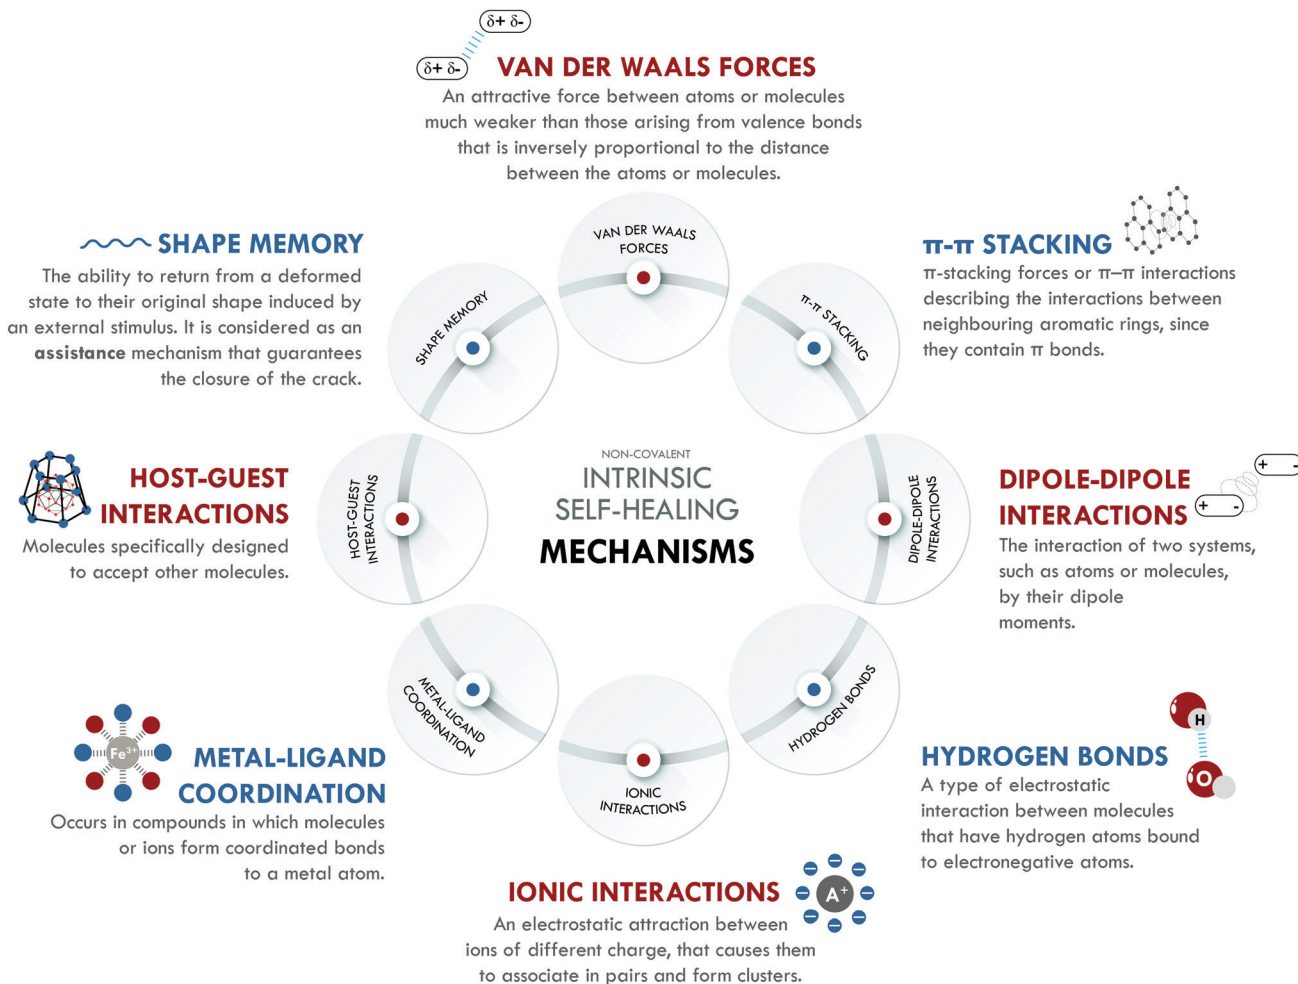 δ+ δ-
δ+ δ-
VAN DER WAALS FORCES
An attractive force between atoms or molecules
much weaker than those arising from valence bonds
that is inversely proportional to the distance
between the atoms or molecules.
SHAPE MEMORY
The ability to return from a deformed
state to their original shape induced by
an external stimulus. It is considered as an
assistance mechanism that guarantees
the closure of the crack.
π-π STACKING
π-stacking forces or π–π interactions
describing the interactions between
neighbouring aromatic rings, since
they contain π bonds.
VAN DER WAALS
FORCES
SHAPE MEMORY
π-π STACKING
HOST-GUEST
INTERACTIONS
DIPOLE-DIPOLE
INTERACTIONS
METAL-LIGAND
COORDINATION
HYDROGEN BONDS
IONIC
INTERACTIONS
NON-COVALENT
INTRINSIC
SELF-HEALING
MECHANISMS
HOST-GUEST
INTERACTIONS
Molecules specifically designed
to accept other molecules.
DIPOLE-DIPOLE
INTERACTIONS
+ -
+ -
The interaction of two systems,
such as atoms or molecules,
by their dipole
moments.
Fe³⁺
METAL-LIGAND
COORDINATION
Occurs in compounds in which molecules
or ions form coordinated bonds
to a metal atom.
H
O
HYDROGEN BONDS
A type of electrostatic
interaction between molecules
that have hydrogen atoms bound
to electronegative atoms.
IONIC INTERACTIONS
A⁺
− − − − − − − −
An electrostatic attraction between
ions of different charge, that causes them
to associate in pairs and form clusters.